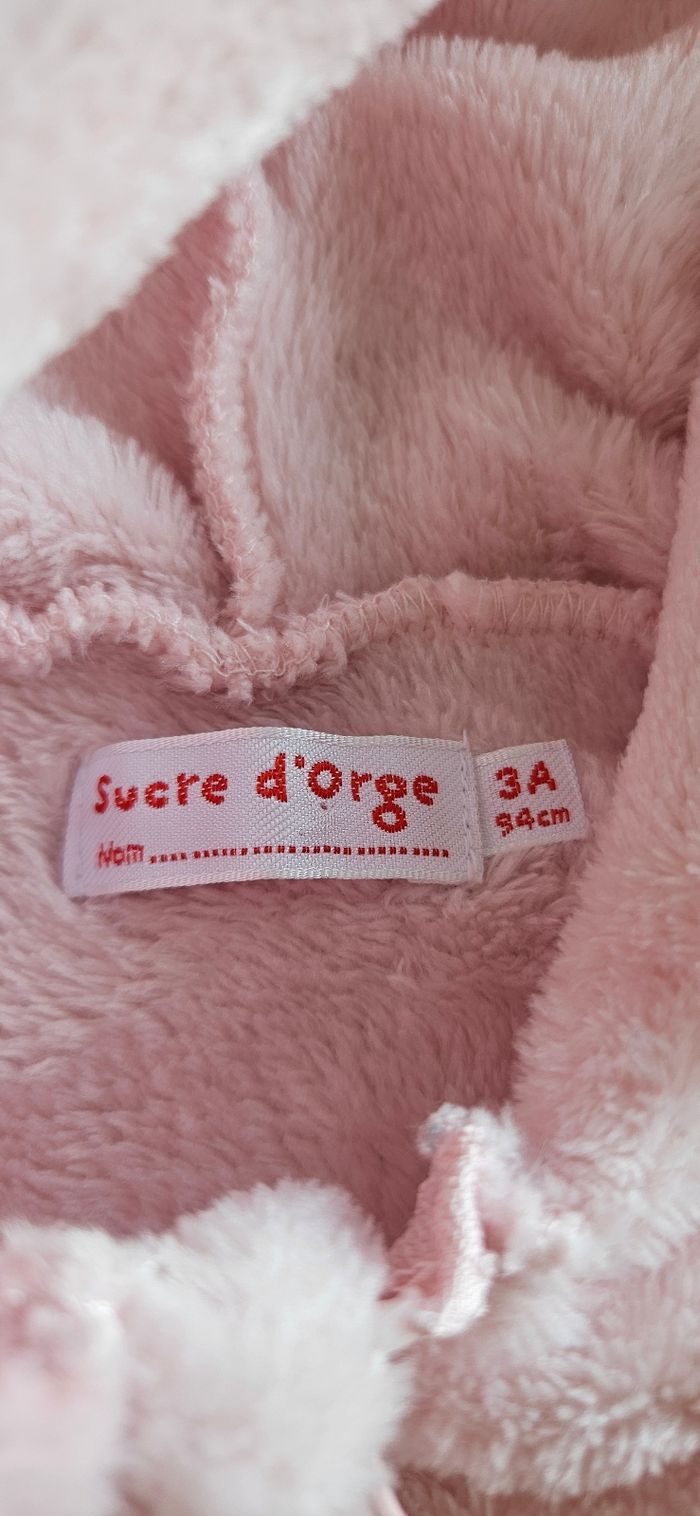 Sucre d'Orge
Nom......................
3A
94cm